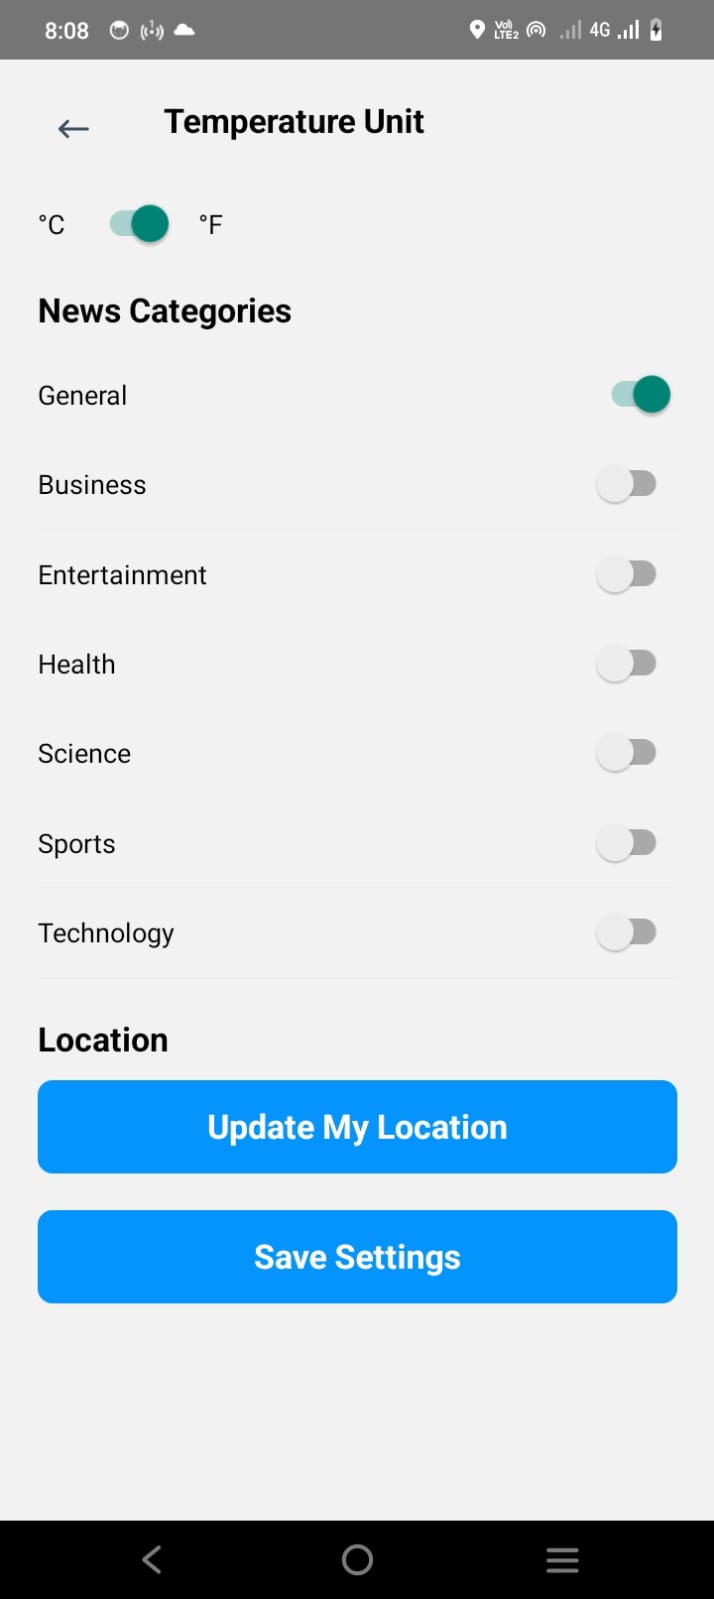 8:08 Vo) LTE2 4G
Temperature Unit
°C °F
News Categories
General
Business
Entertainment
Health
Science
Sports
Technology
Location
Update My Location
Save Settings